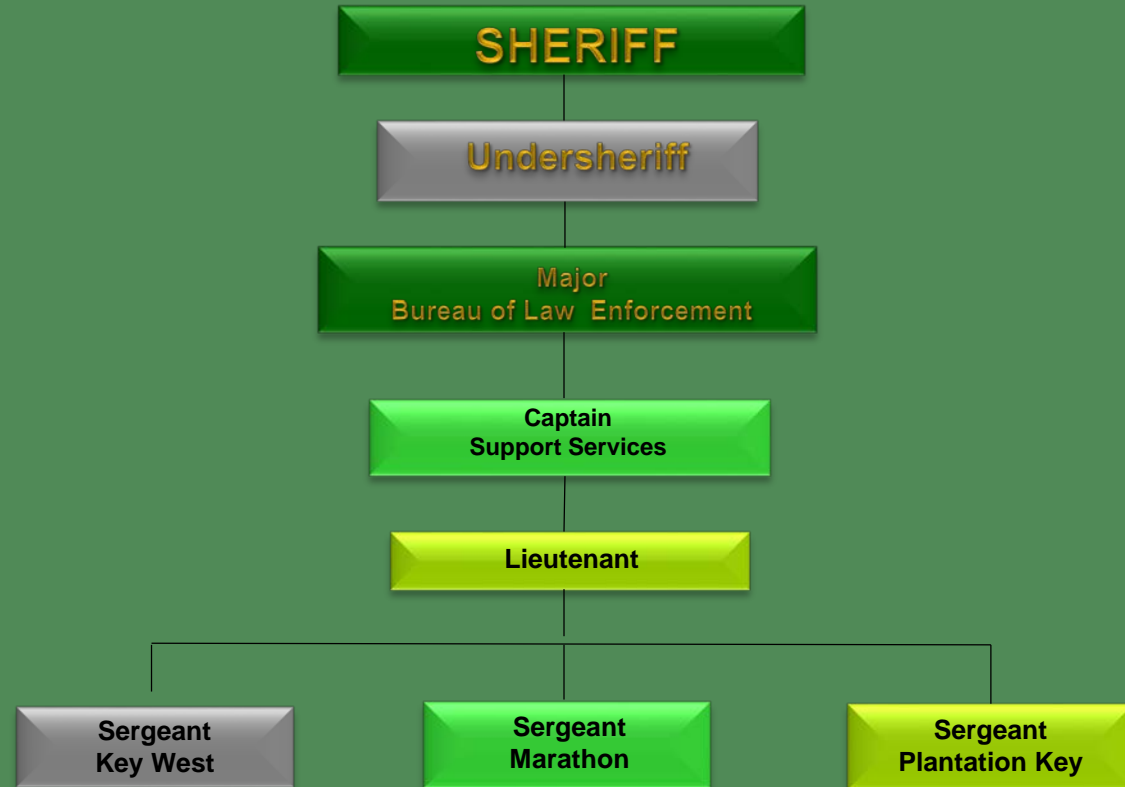 SHERIFF
Undersheriff
Major
Bureau of Law Enforcement
Captain
Support Services
Lieutenant
Sergeant
Key West
Sergeant
Marathon
Sergeant
Plantation Key